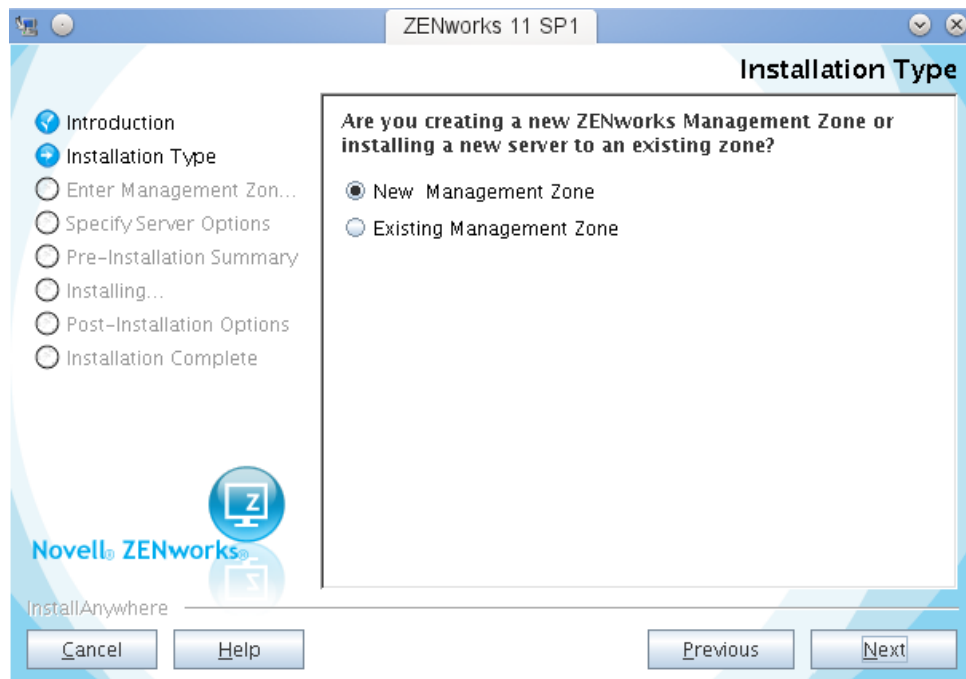 ZENworks 11 SP1
Installation Type
Introduction
Installation Type
Enter Management Zon...
Specify Server Options
Pre-Installation Summary
Installing...
Post-Installation Options
Installation Complete
Are you creating a new ZENworks Management Zone or
installing a new server to an existing zone?
New Management Zone
Existing Management Zone
Z
Novell® ZENworks®
InstallAnywhere
Cancel
Help
Previous
Next